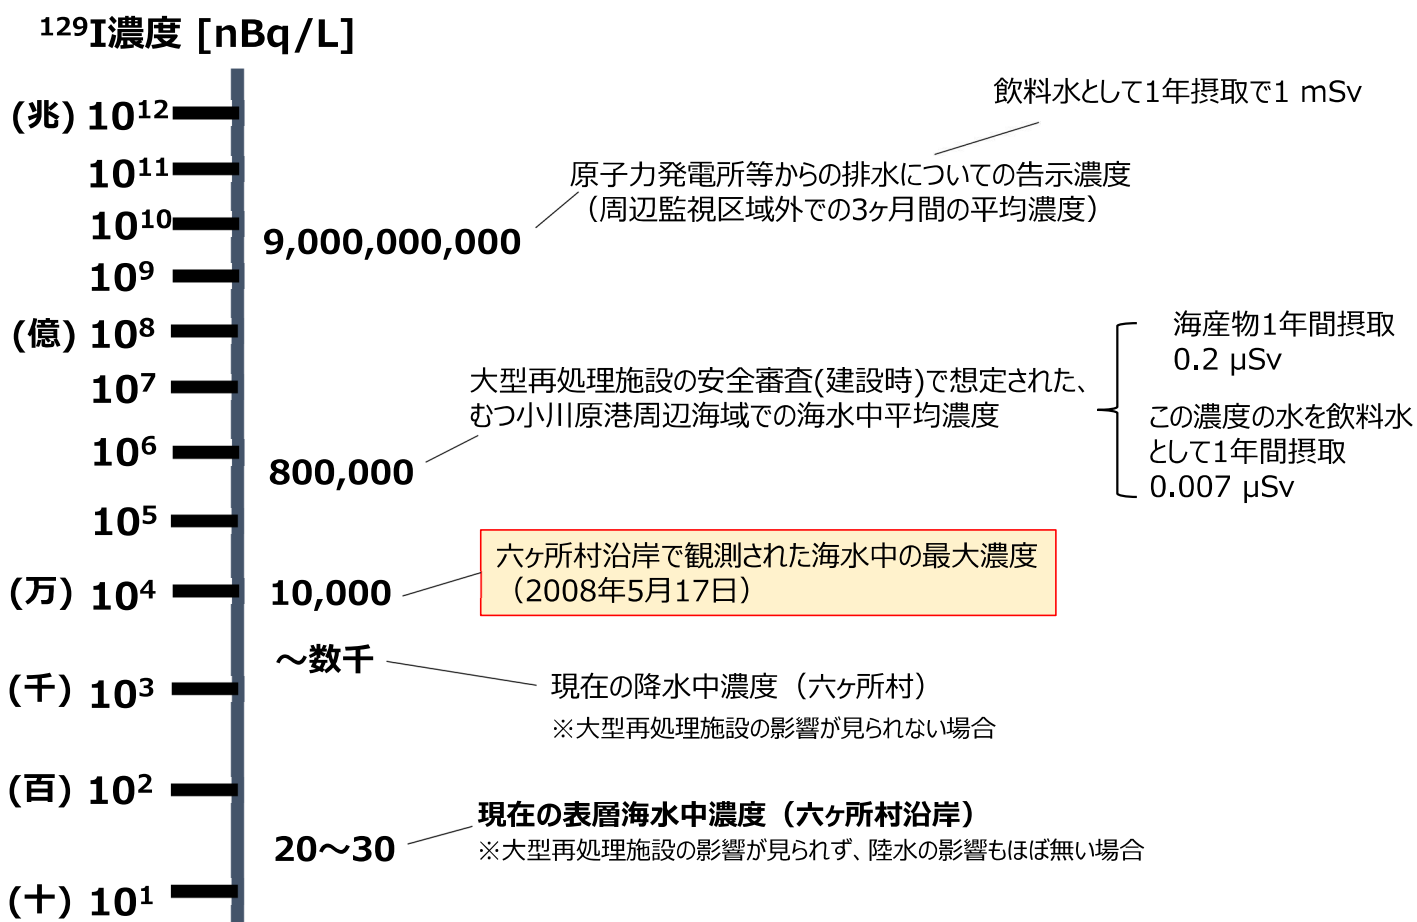 ¹²⁹I濃度 [nBq/L]
(兆) 10¹²
10¹¹
10¹⁰
10⁹
(億) 10⁸
10⁷
10⁶
10⁵
(万) 10⁴
(千) 10³
(百) 10²
(十) 10¹
飲料水として1年摂取で1 mSv
原子力発電所等からの排水についての告示濃度
（周辺監視区域外での3ヶ月間の平均濃度）
9,000,000,000
大型再処理施設の安全審査(建設時)で想定された、
むつ小川原港周辺海域での海水中平均濃度
800,000
海産物1年間摂取
0.2 μSv
この濃度の水を飲料水
として1年間摂取
0.007 μSv
六ヶ所村沿岸で観測された海水中の最大濃度
（2008年5月17日）
10,000
～数千
現在の降水中濃度（六ヶ所村）
※大型再処理施設の影響が見られない場合
現在の表層海水中濃度（六ヶ所村沿岸）
※大型再処理施設の影響が見られず、陸水の影響もほぼ無い場合
20～30